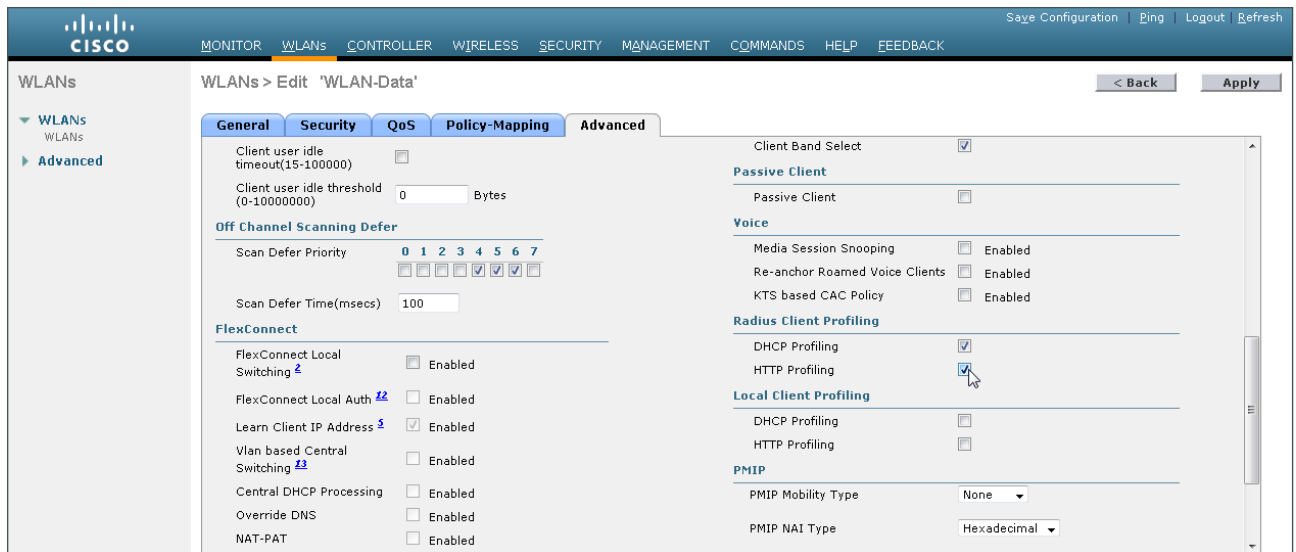 Save Configuration | Ping | Logout | Refresh
CISCO
MONITOR WLANs CONTROLLER WIRELESS SECURITY MANAGEMENT COMMANDS HELP FEEDBACK
WLANs
WLANs > Edit 'WLAN-Data'
< Back
Apply
WLANs
WLANs
Advanced
General Security QoS Policy-Mapping Advanced
Client user idle
timeout(15-100000)
Client user idle threshold
(0-10000000)
0 Bytes
Off Channel Scanning Defer
Scan Defer Priority
0 1 2 3 4 5 6 7
Scan Defer Time(msecs) 100
FlexConnect
FlexConnect Local
Switching 2
Enabled
FlexConnect Local Auth 12 Enabled
Learn Client IP Address 5 Enabled
Vlan based Central
Switching 13
Enabled
Central DHCP Processing Enabled
Override DNS Enabled
NAT-PAT Enabled
Client Band Select
Passive Client
Passive Client
Voice
Media Session Snooping Enabled
Re-anchor Roamed Voice Clients Enabled
KTS based CAC Policy Enabled
Radius Client Profiling
DHCP Profiling
HTTP Profiling
Local Client Profiling
DHCP Profiling
HTTP Profiling
PMIP
PMIP Mobility Type None
PMIP NAI Type Hexadecimal